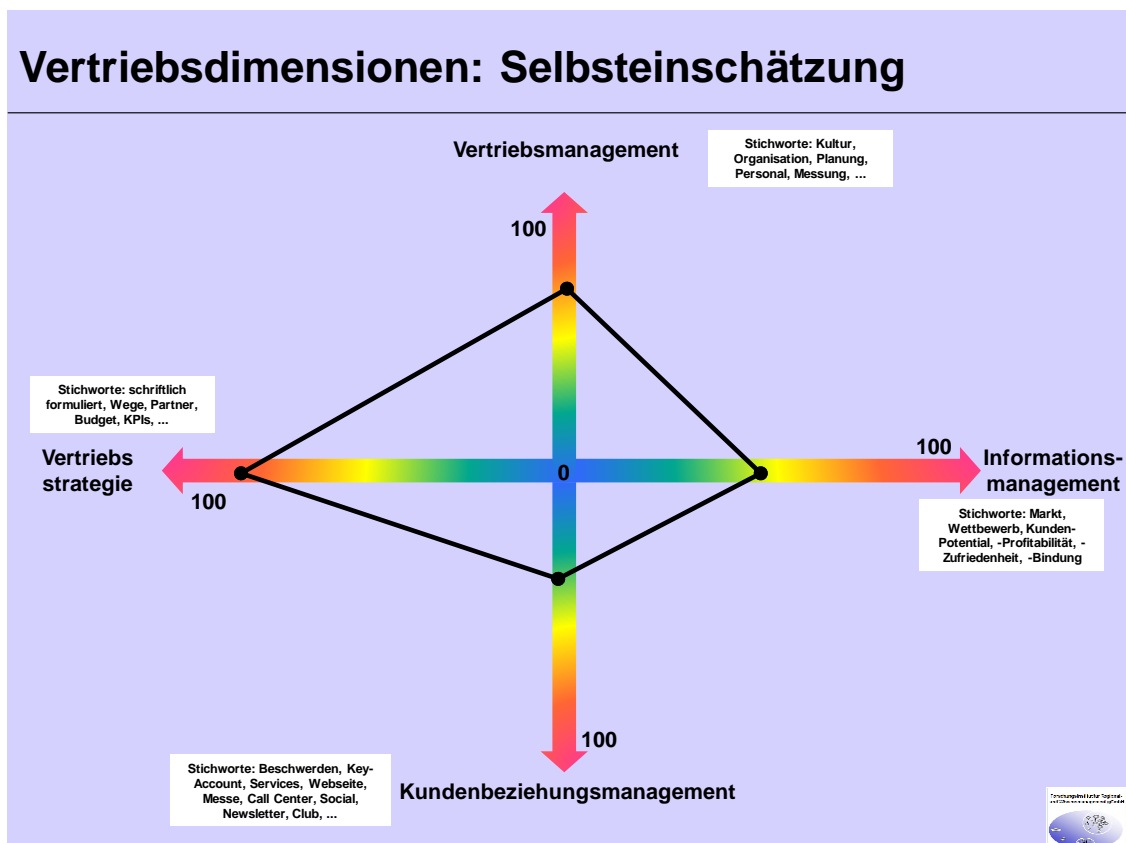 Vertriebsdimensionen: Selbsteinschätzung
Vertriebsmanagement
Stichworte: Kultur,
Organisation, Planung,
Personal, Messung, ...
100
Stichworte: schriftlich
formuliert, Wege, Partner,
Budget, KPIs, ...
Vertriebs
strategie
100
0
100
Informations-
management
Stichworte: Markt,
Wettbewerb, Kunden-
Potential, -Profitabilität, -
Zufriedenheit, -Bindung
100
Stichworte: Beschwerden, Key-
Account, Services, Webseite,
Messe, Call Center, Social,
Newsletter, Club, ...
Kundenbeziehungsmanagement